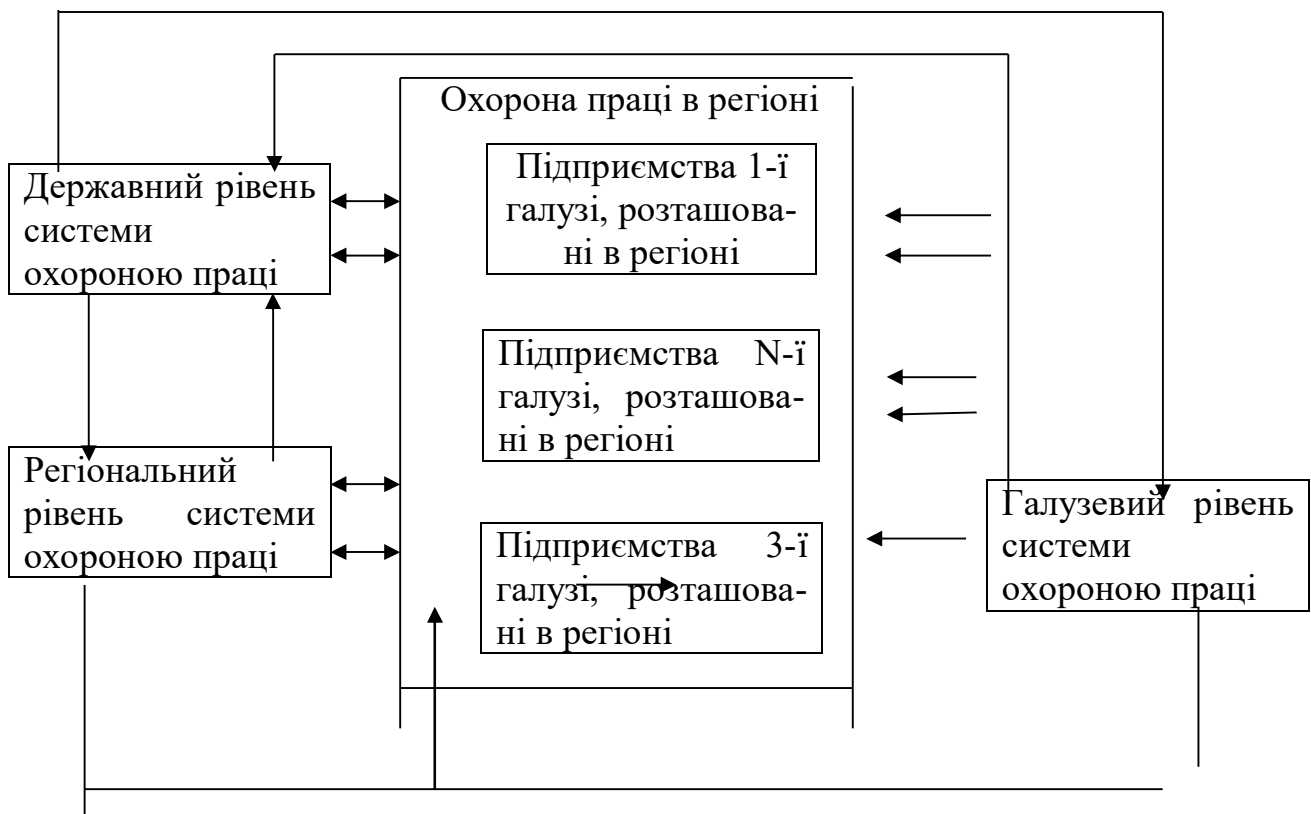 Охорона праці в регіоні
Державний рівень
системи
охороною праці
Підприємства 1-ї
галузі, розташова-
ні в регіоні
Підприємства N-ї
галузі, розташова-
ні в регіоні
Регіональний
рівень системи
охороною праці
Підприємства 3-ї
галузі, розташова-
ні в регіоні
Галузевий рівень
системи
охороною праці